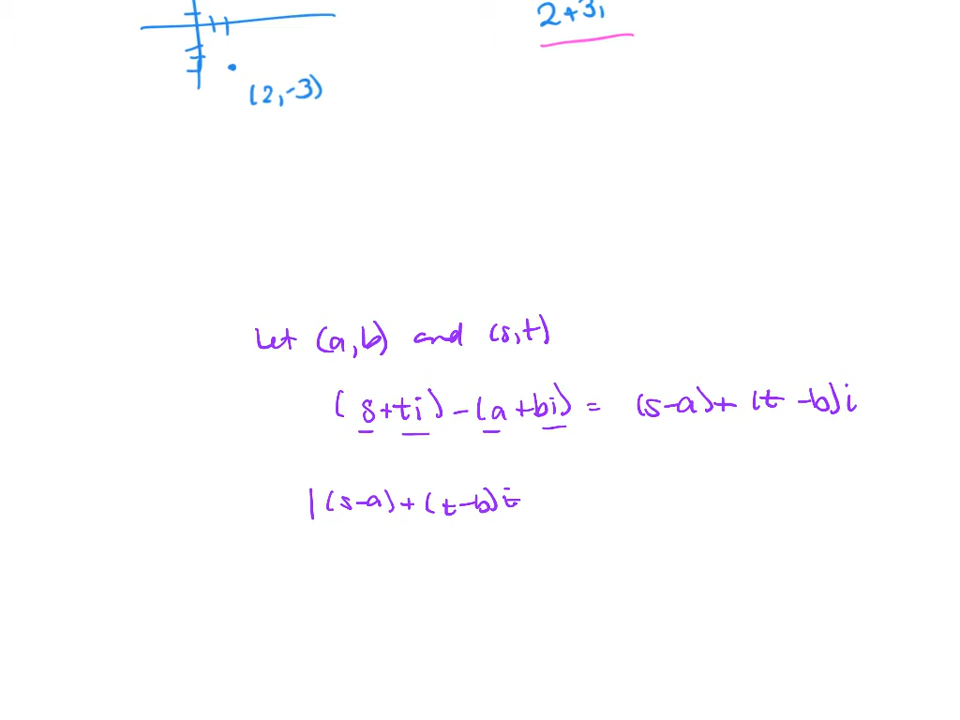 2+3i
(2,-3)
Let (a,b) and (s,t)
(s+ti)-(a+bi) = (s-a)+(t-b)i
|(s-a)+(t-b)i